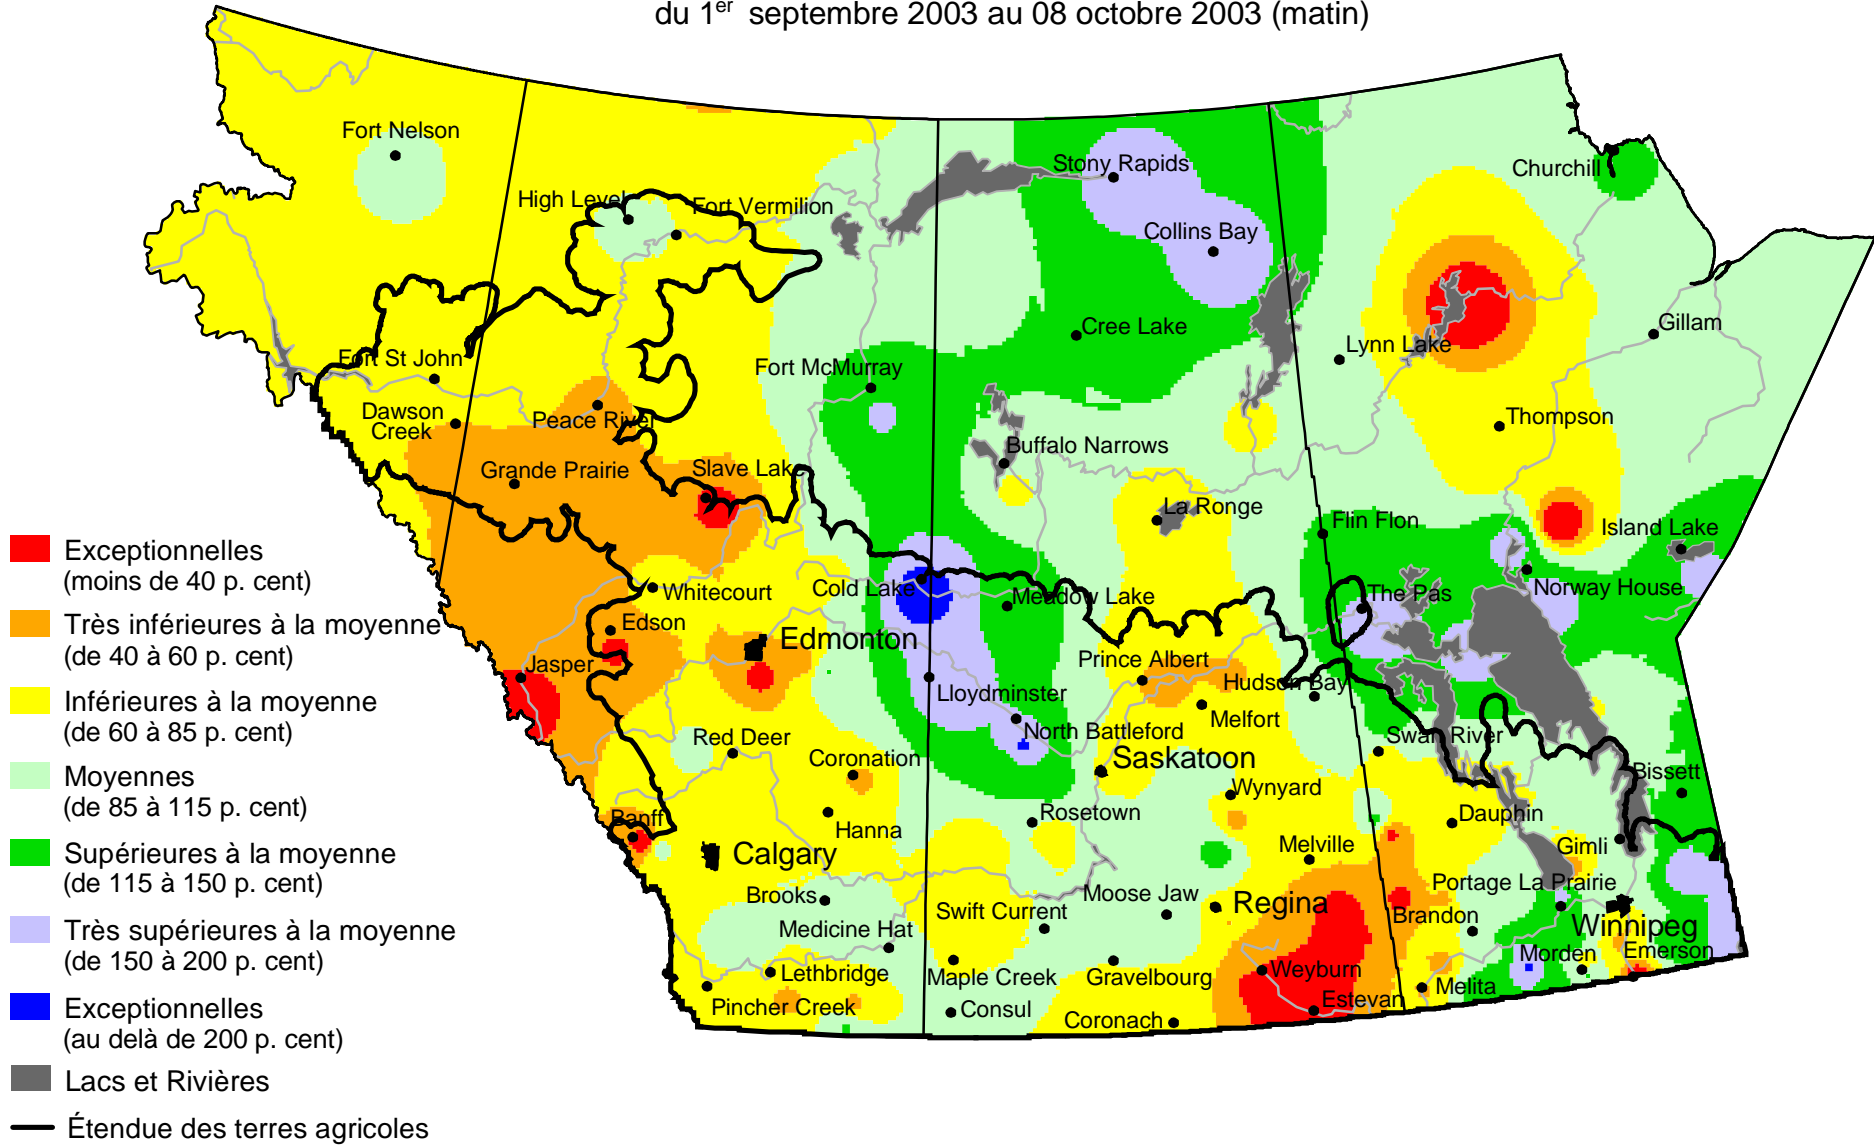 du 1er septembre 2003 au 08 octobre 2003 (matin)
Fort Nelson
High Level
Fort Vermilion
Stony Rapids
Collins Bay
Churchill
Fort St John
Dawson
Creek
Peace River
Grande Prairie
Slave Lake
Fort McMurray
Cree Lake
Buffalo Narrows
La Ronge
Lynn Lake
Gillam
Thompson
Flin Flon
Island Lake
Norway House
The Pas
Whitecourt
Edson
Jasper
Edmonton
Cold Lake
Meadow Lake
Lloydminster
North Battleford
Prince Albert
Hudson Bay
Melfort
Saskatoon
Swan River
Red Deer
Coronation
Wynyard
Bissett
Banff
Hanna
Rosetown
Dauphin
Calgary
Melville
Gimli
Brooks
Moose Jaw
Portage La Prairie
Medicine Hat
Swift Current
Regina
Brandon
Winnipeg
Lethbridge
Maple Creek
Gravelbourg
Weyburn
Morden
Emerson
Pincher Creek
Consul
Coronach
Estevan
Melita
Exceptionnelles
(moins de 40 p. cent)
Très inférieures à la moyenne
(de 40 à 60 p. cent)
Inférieures à la moyenne
(de 60 à 85 p. cent)
Moyennes
(de 85 à 115 p. cent)
Supérieures à la moyenne
(de 115 à 150 p. cent)
Très supérieures à la moyenne
(de 150 à 200 p. cent)
Exceptionnelles
(au delà de 200 p. cent)
Lacs et Rivières
Étendue des terres agricoles